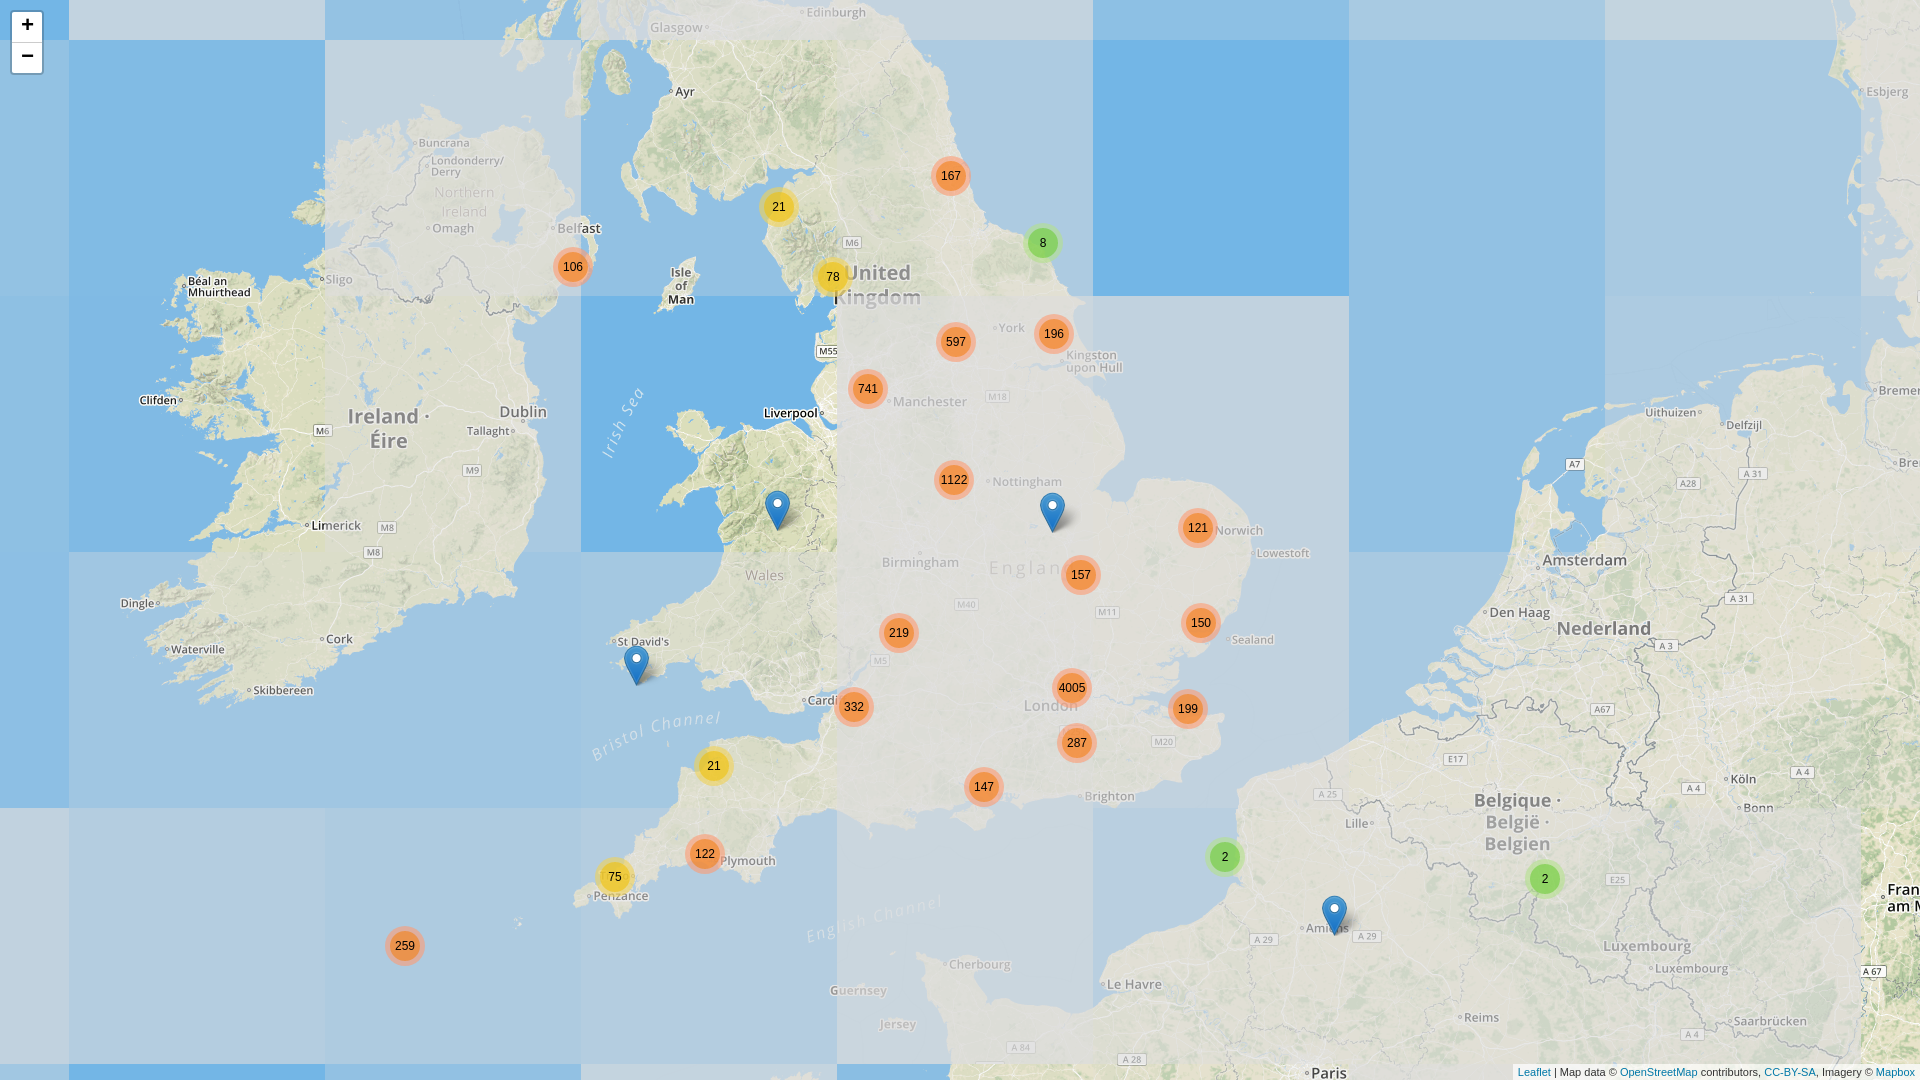 +
−
Edinburgh
Glasgow
Ayr
Esbjerg
Buncrana
Londonderry/
Derry
Northern
Ireland
Omagh
Belfast
167
21
8
M6
106
78
United
Kingdom
Isle
of
Man
Sligo
Béal an
Mhuirthead
597
York
196
Kingston
upon Hull
M55
741
Manchester
M18
Clifden
Ireland ·
Éire
Dublin
Tallaght
M6
M9
Irish Sea
Liverpool
Uithuizen
Delfzijl
A7
A 31
A28
1122
Nottingham
Limerick
M8
M8
121
Norwich
Lowestoft
Birmingham
157
Wales
M40
M11
Amsterdam
A 31
Den Haag
Nederland
A 3
Dingle
Waterville
Cork
Skibbereen
St David's
219
150
Sealand
M5
4005
London
199
332
287
M20
Bristol Channel
A67
E17
21
147
Brighton
A 25
Lille
Köln
A 4
A 4
Bonn
Belgique ·
België ·
Belgien
122
Plymouth
75
Penzance
2
2
E25
English Channel
259
Amiens
A 29
A 29
Luxembourg
Luxembourg
A 67
Cherbourg
Le Havre
Guernsey
Jersey
Reims
Saarbrücken
A 4
A 84
A 28
Paris
Leaflet | Map data © OpenStreetMap contributors, CC-BY-SA, Imagery © Mapbox